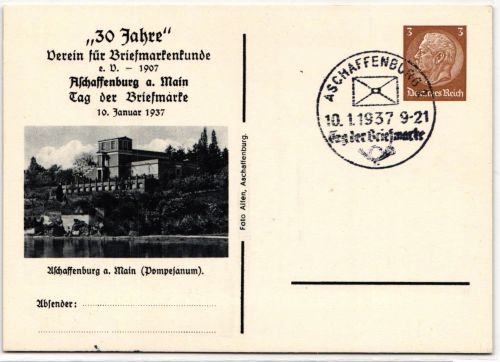 „30 Jahre“
Verein für Briefmarkenkunde
e. V. – 1907
Aschaffenburg a. Main
Tag der Briefmarke
10. Januar 1937
Foto Alfen, Aschaffenburg.
Aschaffenburg a. Main (Pompejanum).
Absender:
ASCHAFFENBURG
10.1.1937 9-21
Tag der Briefmarke
3 3
Deutsches Reich